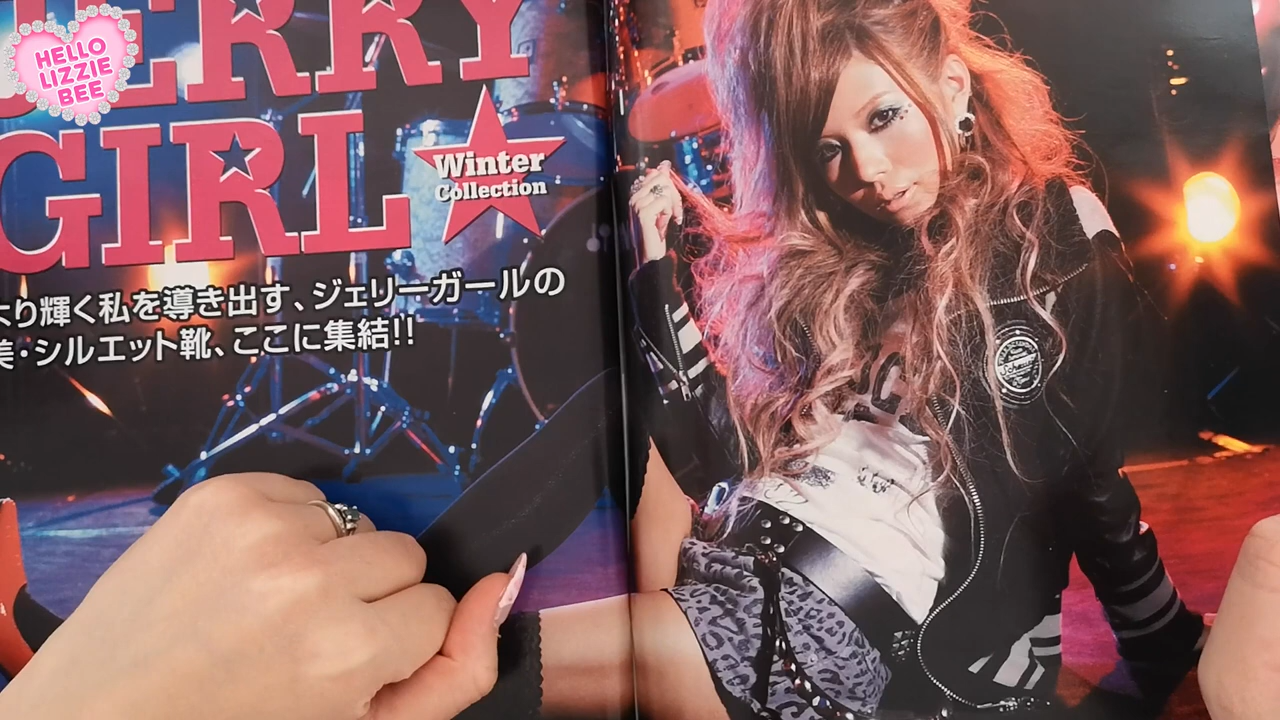 HELLO
LIZZIE
BEE
GIRL
Winter
Collection
より輝く私を導き出す、ジェリーガールの
美・シルエット靴、ここに集結!!